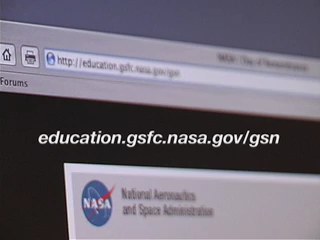 http://education.gsfc.nasa.gov/gsn
Forums
education.gsfc.nasa.gov/gsn
NASA
National Aeronautics
and Space Administration